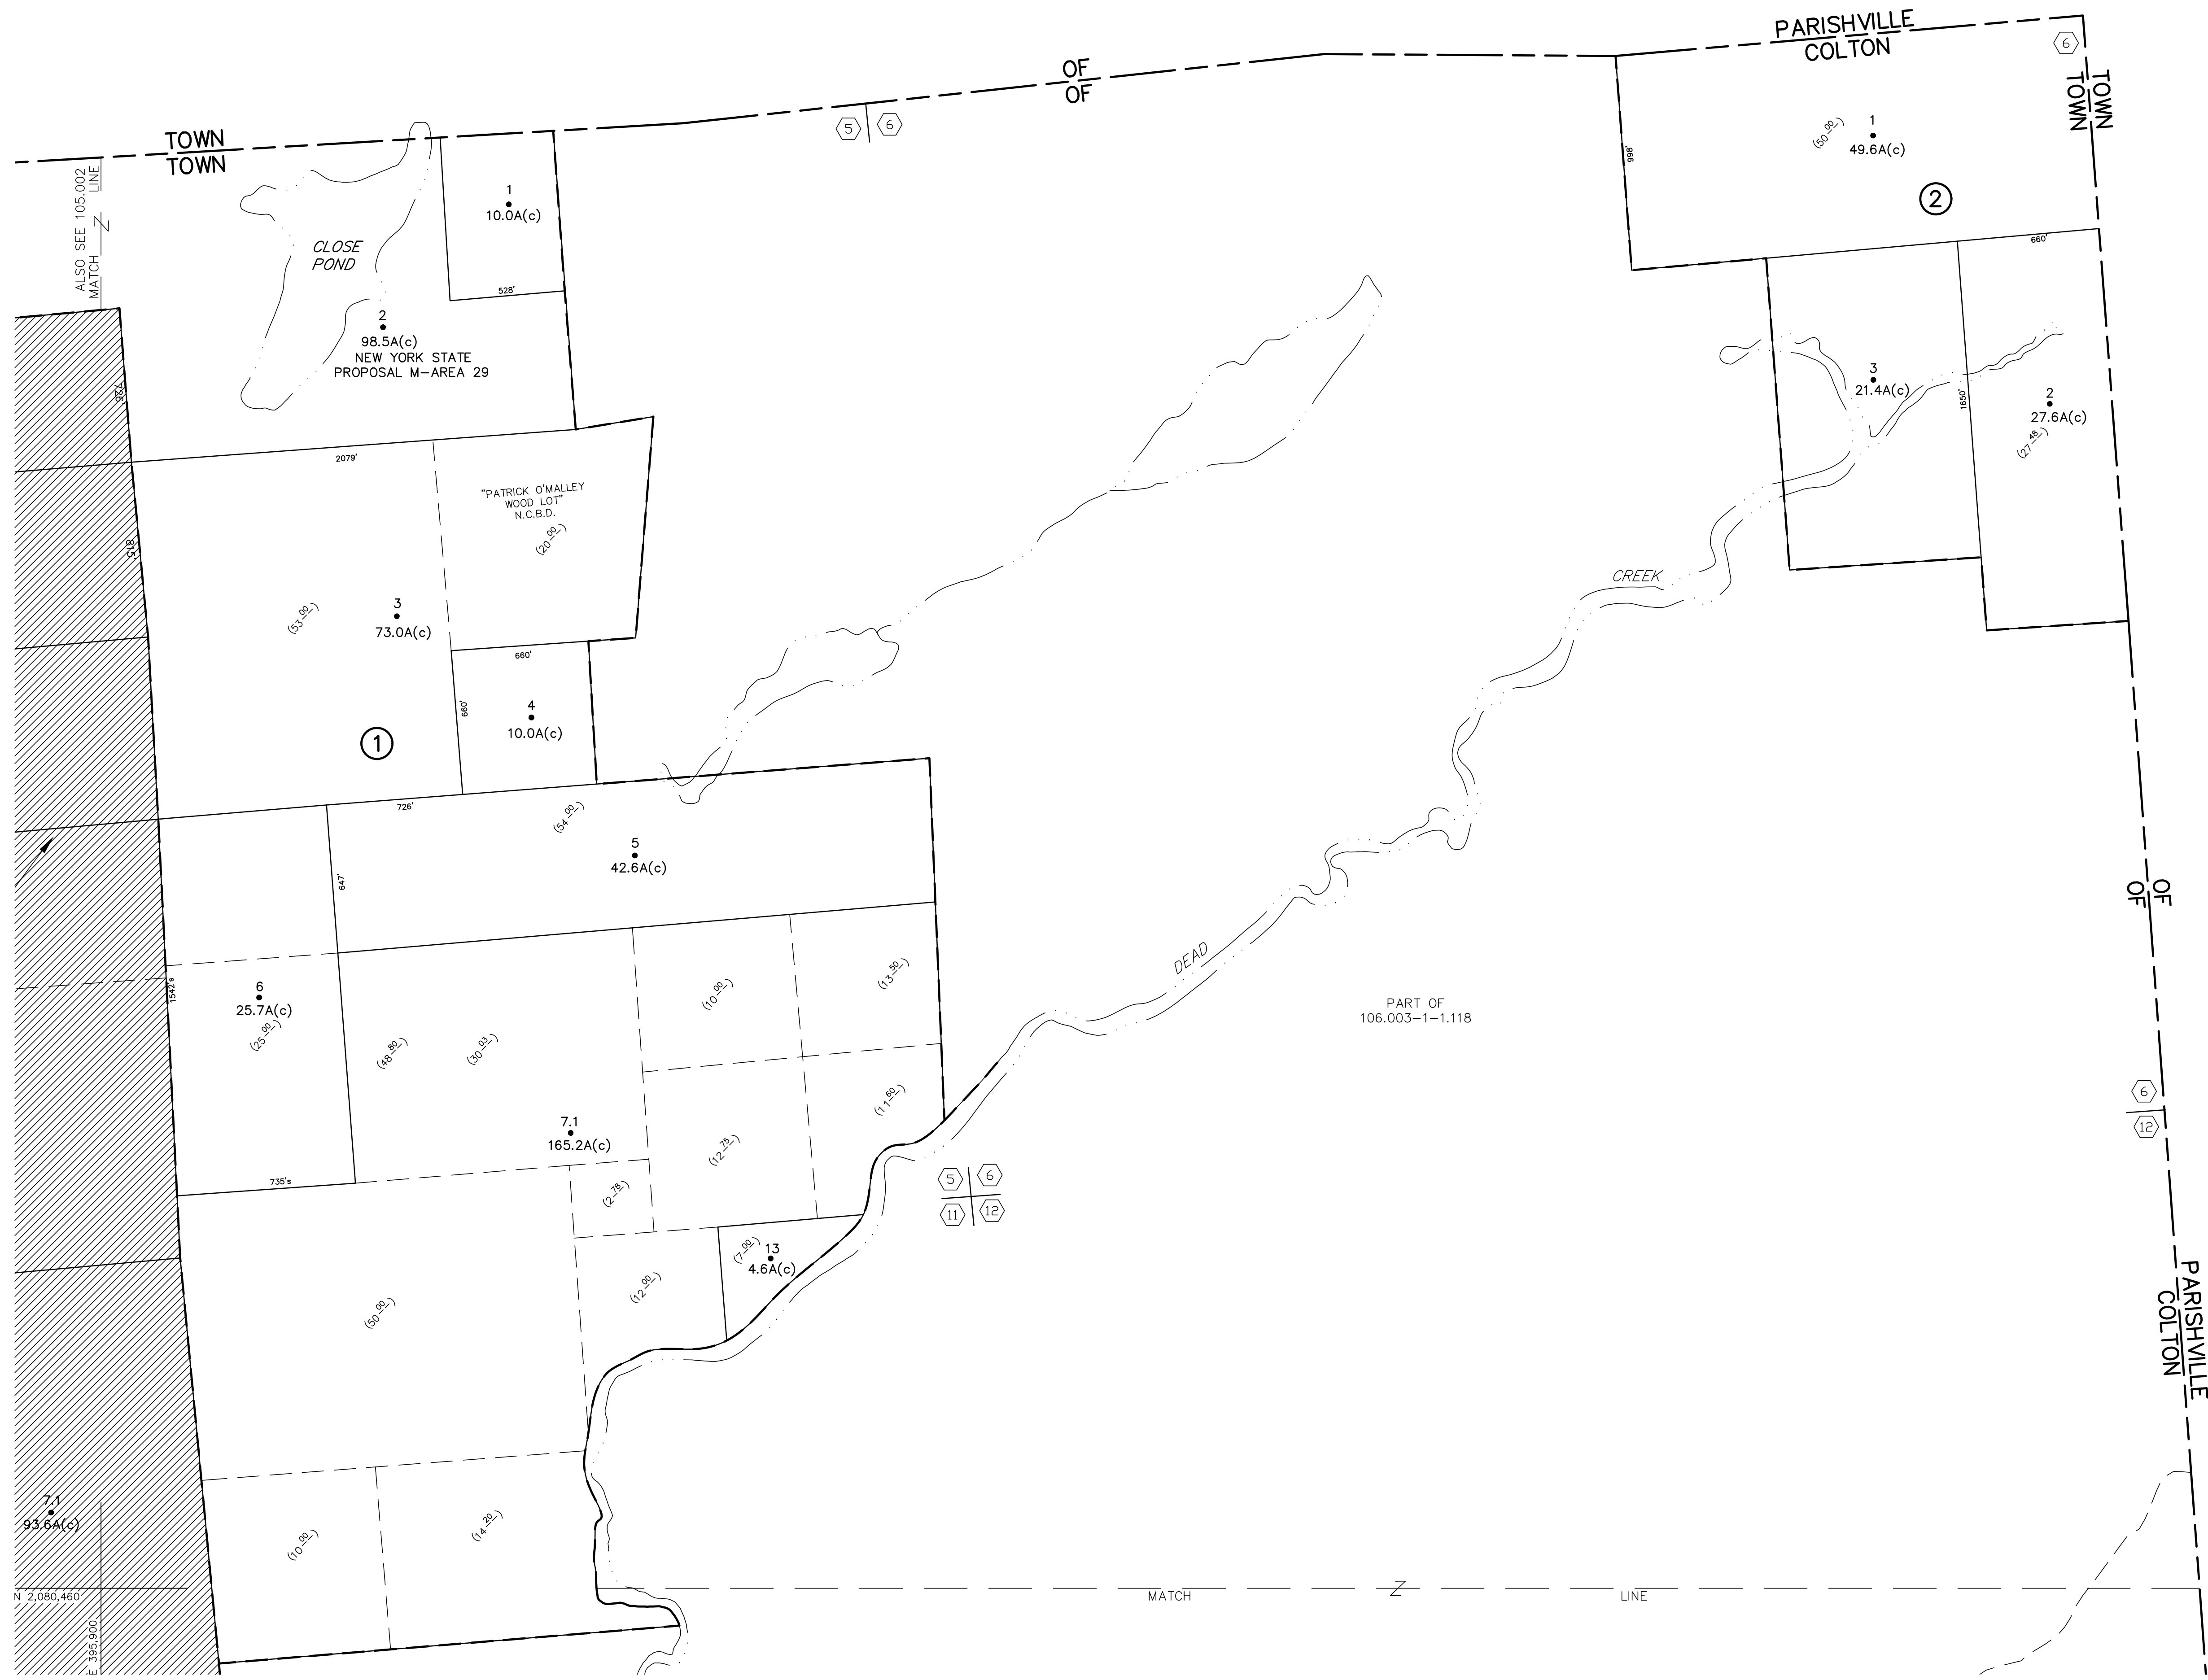 PARISHVILLE
COLTON
6
TOWN
TOWN
OF
OF
5
6
TOWN
TOWN
ALSO SEE 105.002
MATCH Z LINE
CLOSE
POND
1
10.0A(c)
528'
2
98.5A(c)
NEW YORK STATE
PROPOSAL M-AREA 29
726'
998'
(50.00)
1
49.6A(c)
2
660'
3
21.4A(c)
1650'
2
27.6A(c)
(27.48)
2079'
"PATRICK O'MALLEY
WOOD LOT"
N.C.B.D.
(20.00)
815'
(53.00)
3
73.0A(c)
660'
660'
4
10.0A(c)
1
CREEK
726'
(54.00)
5
42.6A(c)
647'
OF
OF
1542's
6
25.7A(c)
(25.00)
(48.80)
(30.03)
(10.00)
(13.50)
DEAD
PART OF
106.003-1-1.118
7.1
165.2A(c)
(12.75)
(11.60)
6
12
735's
(2.78)
5
6
11
12
(7.00)
13
4.6A(c)
(12.00)
(50.00)
PARISHVILLE
COLTON
7.1
93.6A(c)
(10.00)
(14.20)
N 2,080,460
E 395,900
MATCH Z LINE